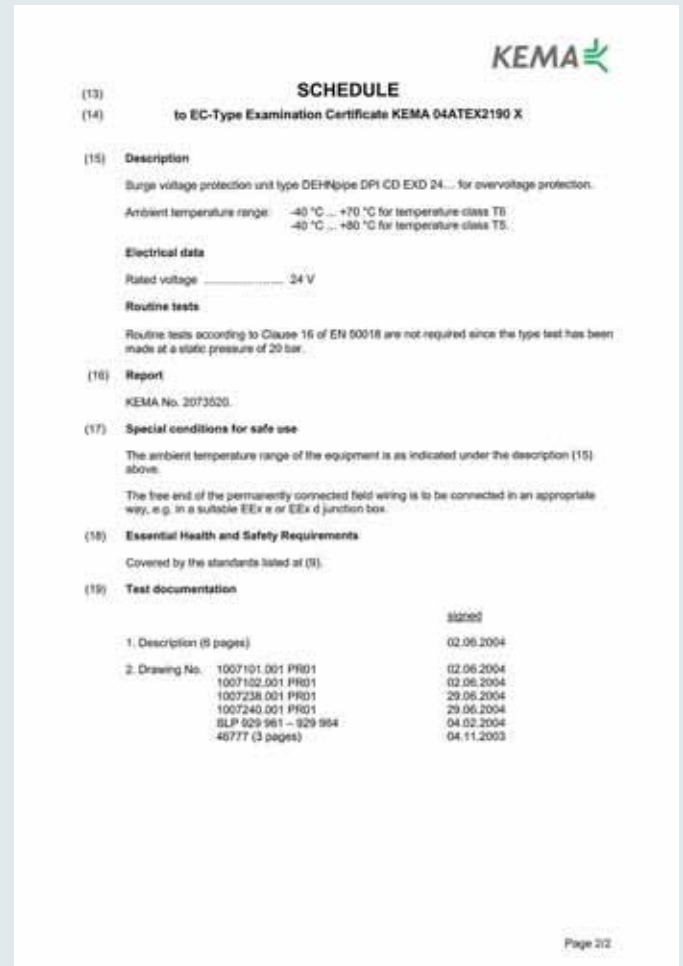 KEMA
(13) SCHEDULE
(14) to EC-Type Examination Certificate KEMA 04ATEX2190 X
(15) Description
Surge voltage protection unit type DEHNpipe DPI CD EXD 24... for overvoltage protection.
Ambient temperature range: -40 °C ... +70 °C for temperature class T6
-40 °C ... +80 °C for temperature class T5.
Electrical data
Rated voltage ........................ 24 V
Routine tests
Routine tests according to Clause 16 of EN 50018 are not required since the type test has been
made at a static pressure of 20 bar.
(16) Report
KEMA No. 2073520.
(17) Special conditions for safe use
The ambient temperature range of the equipment is as indicated under the description (15)
above.
The free end of the permanently connected field wiring is to be connected in an appropriate
way, e.g. in a suitable EEx e or EEx d junction box.
(18) Essential Health and Safety Requirements
Covered by the standards listed at (9).
(19) Test documentation
signed
1. Description (6 pages) 02.06.2004
2. Drawing No. 1007101.001 PR01 02.06.2004
1007102.001 PR01 02.06.2004
1007238.001 PR01 29.06.2004
1007240.001 PR01 29.06.2004
BLP 929 961 – 929 964 04.02.2004
48777 (3 pages) 04.11.2003
Page 2/2